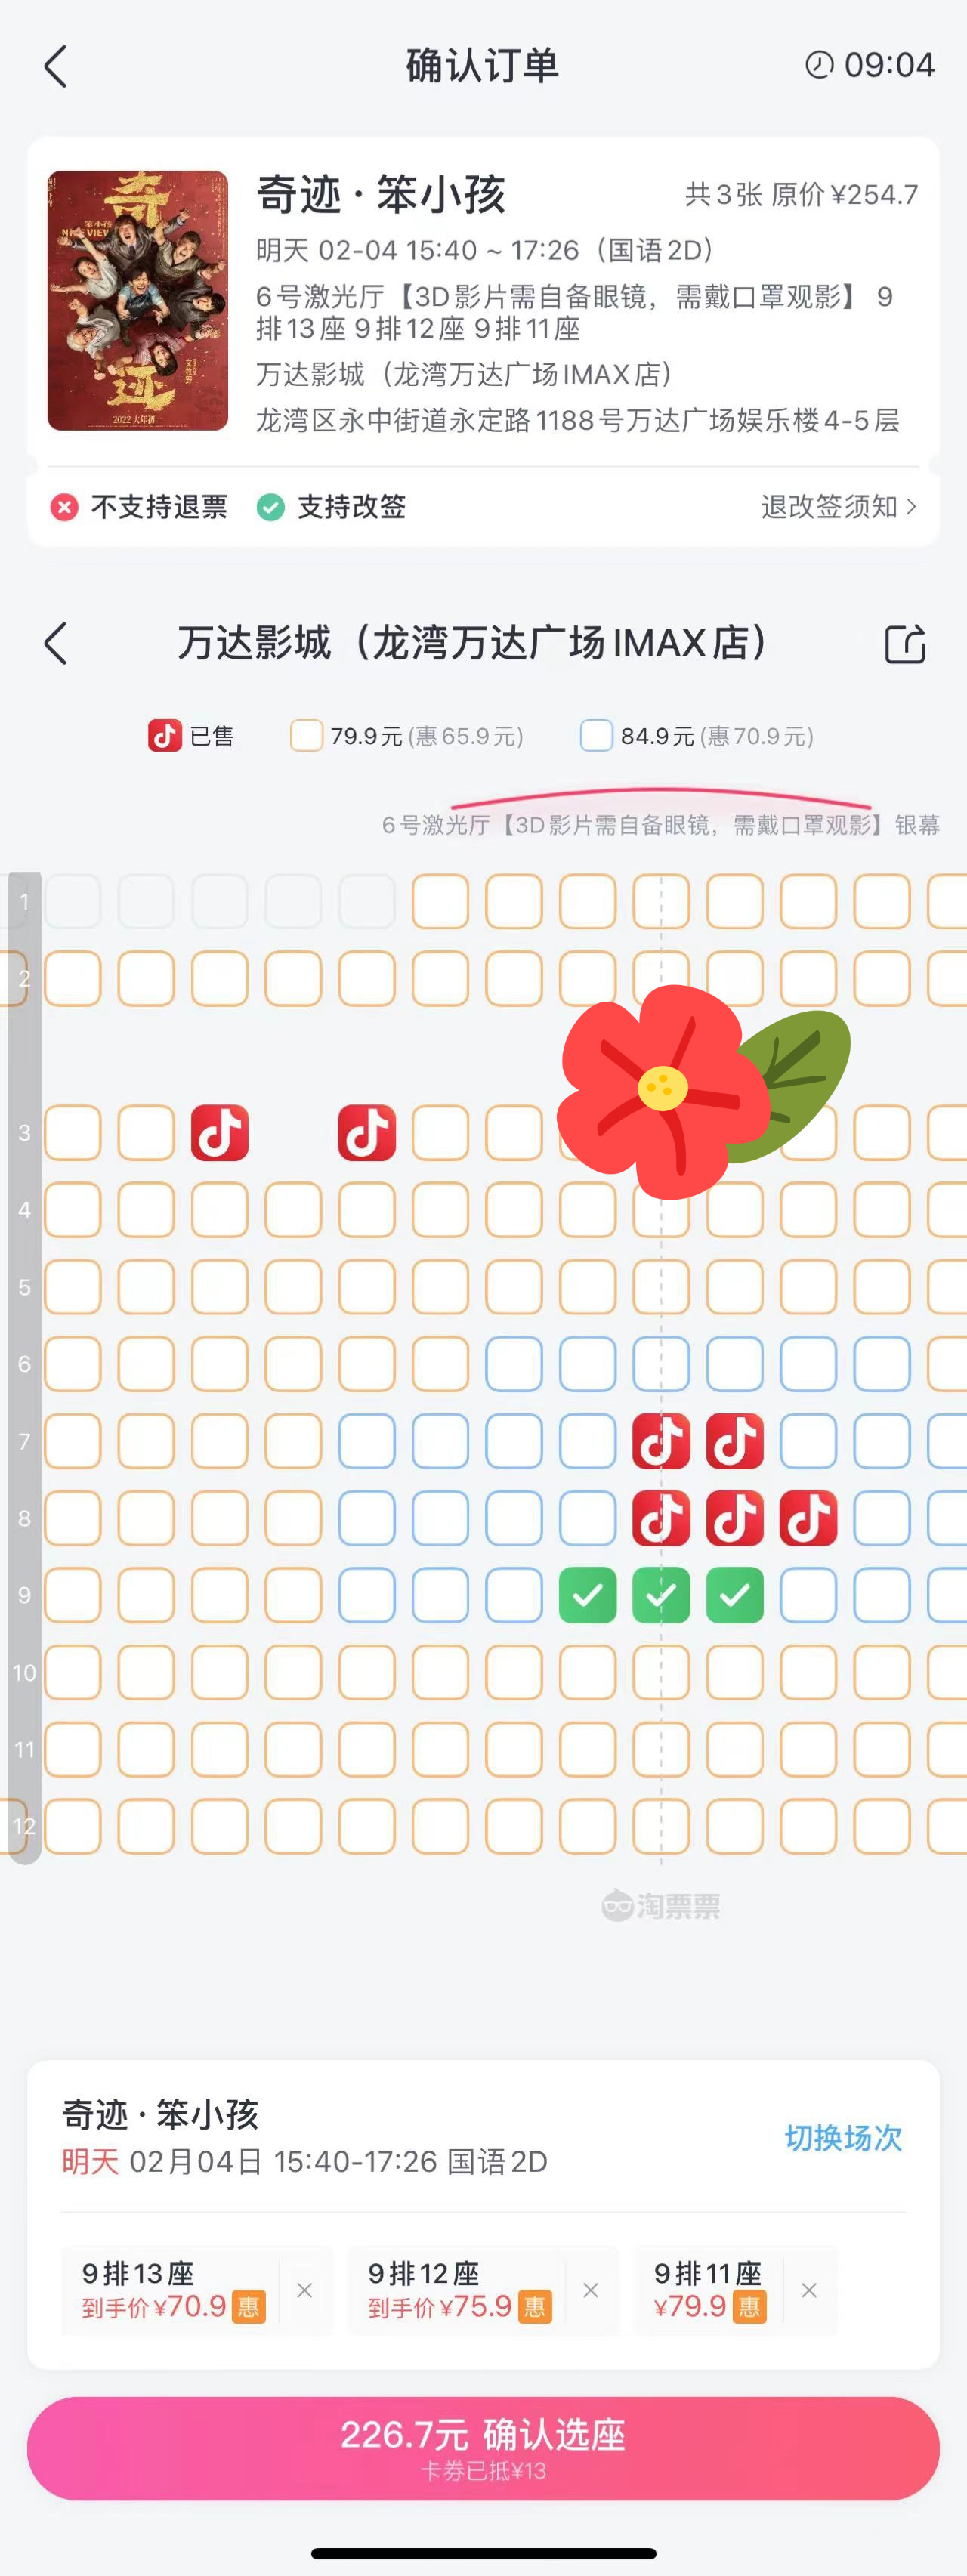 确认订单
09:04
奇迹·笨小孩
共3张 原价¥254.7
明天 02-04 15:40 ~ 17:26（国语2D）
6号激光厅【3D影片需自备眼镜，需戴口罩观影】 9
排13座 9排12座 9排11座
万达影城（龙湾万达广场IMAX店）
龙湾区永中街道永定路1188号万达广场娱乐楼4-5层
奇
笨小孩
迹
文牧野
2022 大年初一
不支持退票
支持改签
退改签须知
万达影城（龙湾万达广场IMAX店）
已售
79.9元(惠65.9元)
84.9元(惠70.9元)
6号激光厅【3D影片需自备眼镜，需戴口罩观影】银幕
1
2
3
4
5
6
7
8
9
10
11
12
淘票票
奇迹·笨小孩
明天 02月04日 15:40-17:26 国语2D
切换场次
9排13座
到手价¥70.9 惠
9排12座
到手价¥75.9 惠
9排11座
¥79.9 惠
226.7元 确认选座
卡券已抵¥13